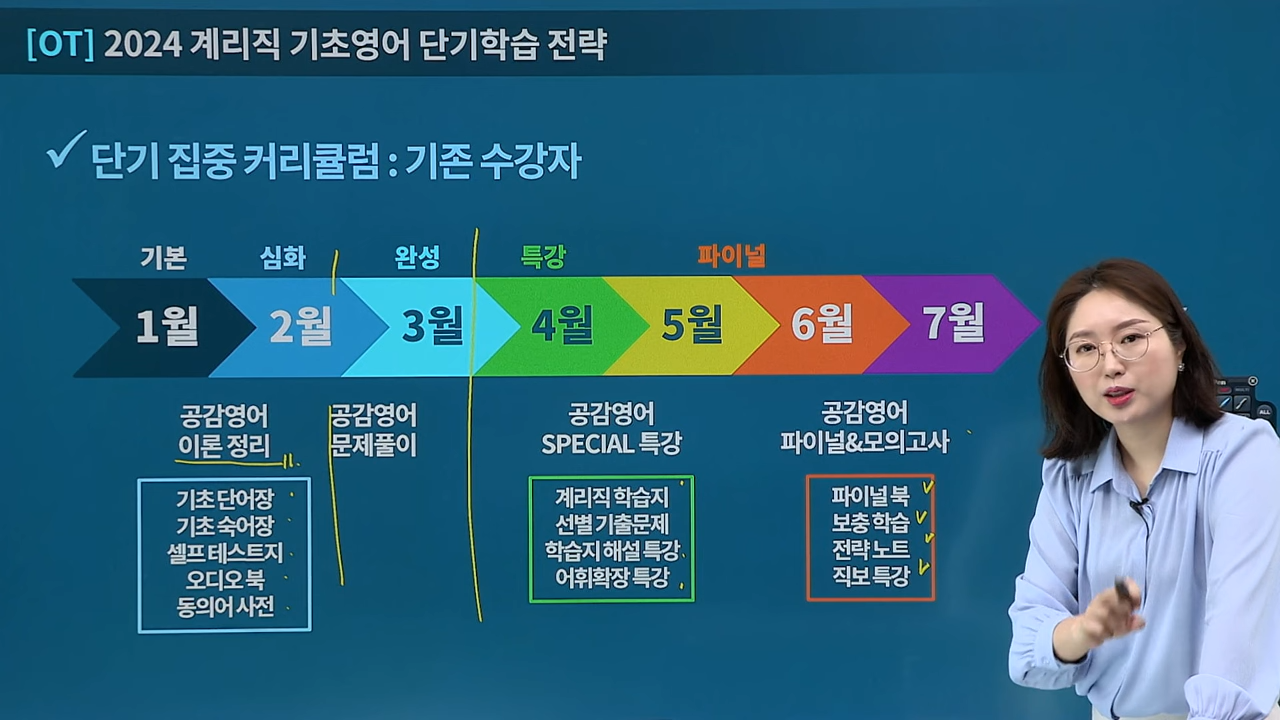 [OT] 2024 계리직 기초영어 단기학습 전략
단기 집중 커리큘럼 : 기존 수강자
기본 심화 완성 특강 파이널
1월 2월 3월 4월 5월 6월 7월
공감영어
이론 정리
기초 단어장
기초 숙어장
셀프 테스트지
오디오 북
동의어 사전
공감영어
문제풀이
공감영어
SPECIAL 특강
계리직 학습지
선별 기출문제
학습지 해설 특강
어휘확장 특강
공감영어
파이널&모의고사
파이널 북
보충 학습
전략 노트
직보 특강
ALL